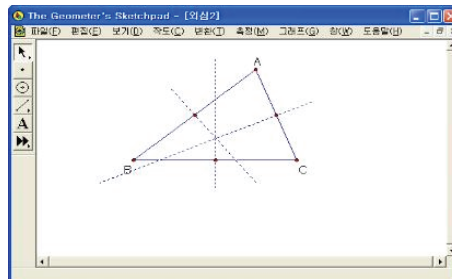 The Geometer's Sketchpad - [외심2]
파일(F) 편집(E) 보기(D) 작도(C) 변환(T) 측정(M) 그래프(G) 창(W) 도움말(H)
A
A
B
C